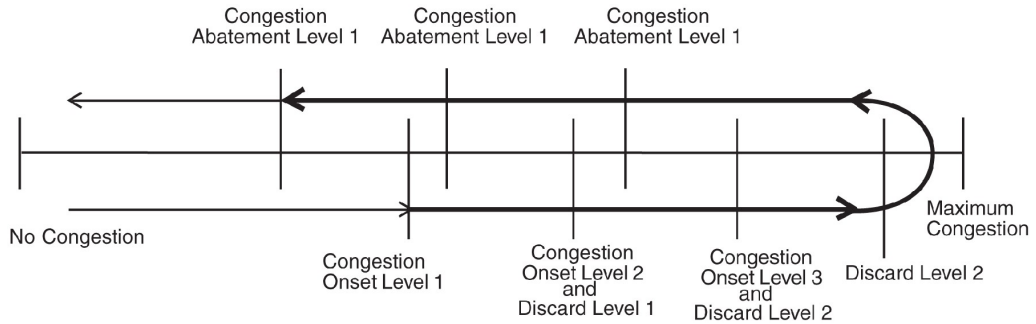 Congestion
Abatement Level 1
Congestion
Abatement Level 1
Congestion
Abatement Level 1
No Congestion
Maximum
Congestion
Congestion
Onset Level 1
Congestion
Onset Level 2
and
Discard Level 1
Congestion
Onset Level 3
and
Discard Level 2
Discard Level 2